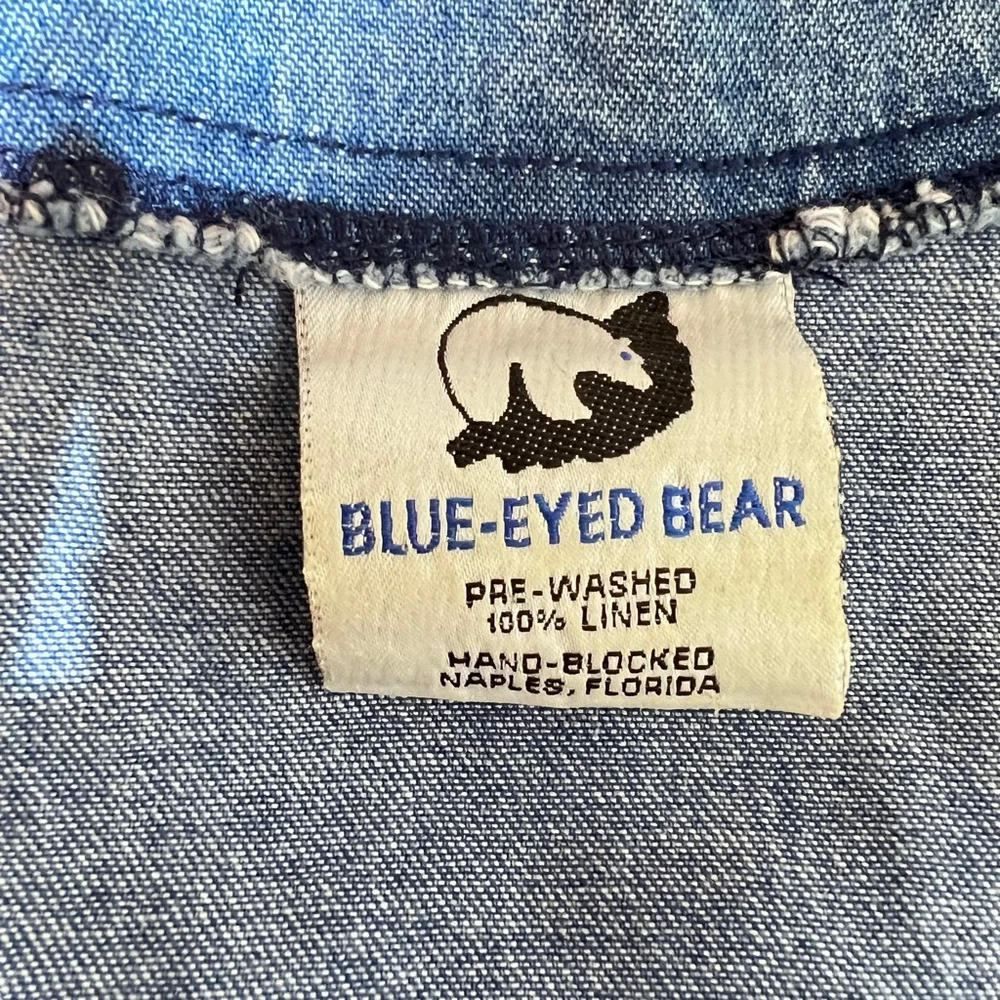 BLUE-EYED BEAR
PRE-WASHED
100% LINEN
HAND-BLOCKED
NAPLES, FLORIDA